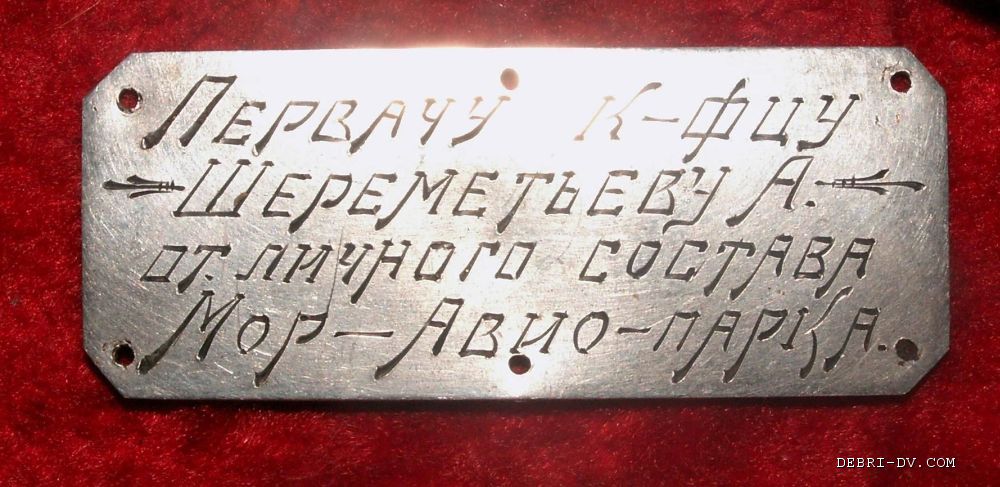 Первачу К-фцу
Шереметьеву А.
от личного состава
Мор-Авио-парка.
DEBRI-DV.COM